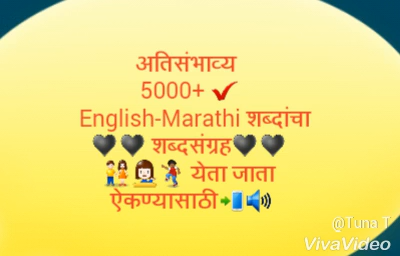 अतिसंभाव्य
5000+ ✔
English-Marathi शब्दांचा
🖤🖤 शब्दसंग्रह🖤🖤
👫💁💃 येता जाता
ऐकण्यासाठी📲🔊
@Tuna T
VivaVideo